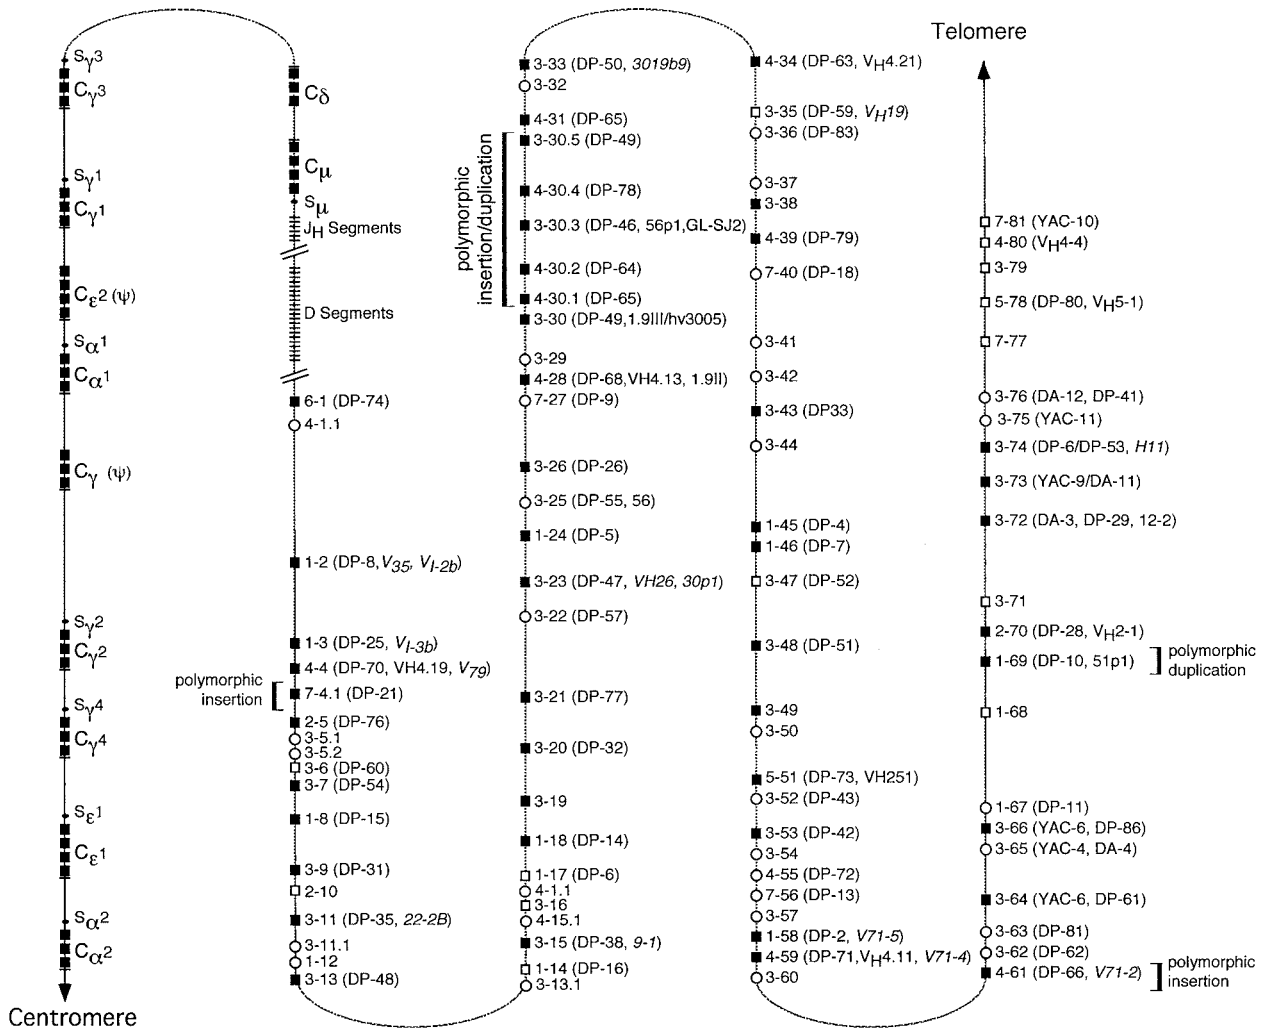 Sγ3
Cγ3
Sγ1
Cγ1
Cε2 (ψ)
Sα1
Cα1
Cγ (ψ)
Sγ2
Cγ2
Sγ4
Cγ4
Sε1
Cε1
Sα2
Cα2
Centromere
Cδ
Cμ
Sμ
JH Segments
D Segments
6-1 (DP-74)
4-1.1
1-2 (DP-8, V35, VI-2b)
1-3 (DP-25, VI-3b)
4-4 (DP-70, VH4.19, V79)
polymorphic
insertion
7-4.1 (DP-21)
2-5 (DP-76)
3-5.1
3-5.2
3-6 (DP-60)
3-7 (DP-54)
1-8 (DP-15)
3-9 (DP-31)
2-10
3-11 (DP-35, 22-2B)
3-11.1
1-12
3-13 (DP-48)
3-33 (DP-50, 3019b9)
3-32
4-31 (DP-65)
3-30.5 (DP-49)
4-30.4 (DP-78)
3-30.3 (DP-46, 56p1,GL-SJ2)
4-30.2 (DP-64)
4-30.1 (DP-65)
polymorphic
insertion/duplication
3-30 (DP-49,1.9III/hv3005)
3-29
4-28 (DP-68,VH4.13, 1.9II)
7-27 (DP-9)
3-26 (DP-26)
3-25 (DP-55, 56)
1-24 (DP-5)
3-23 (DP-47, VH26, 30p1)
3-22 (DP-57)
3-21 (DP-77)
3-20 (DP-32)
3-19
1-18 (DP-14)
1-17 (DP-6)
4-1.1
3-16
4-15.1
3-15 (DP-38, 9-1)
1-14 (DP-16)
3-13.1
4-34 (DP-63, VH4.21)
3-35 (DP-59, VH19)
3-36 (DP-83)
3-37
3-38
4-39 (DP-79)
7-40 (DP-18)
3-41
3-42
3-43 (DP33)
3-44
1-45 (DP-4)
1-46 (DP-7)
3-47 (DP-52)
3-48 (DP-51)
3-49
3-50
5-51 (DP-73, VH251)
3-52 (DP-43)
3-53 (DP-42)
3-54
4-55 (DP-72)
7-56 (DP-13)
3-57
1-58 (DP-2, V71-5)
4-59 (DP-71,VH4.11, V71-4)
3-60
Telomere
7-81 (YAC-10)
4-80 (VH4-4)
3-79
5-78 (DP-80, VH5-1)
7-77
3-76 (DA-12, DP-41)
3-75 (YAC-11)
3-74 (DP-6/DP-53, H11)
3-73 (YAC-9/DA-11)
3-72 (DA-3, DP-29, 12-2)
3-71
2-70 (DP-28, VH2-1)
1-69 (DP-10, 51p1)
polymorphic
duplication
1-68
1-67 (DP-11)
3-66 (YAC-6, DP-86)
3-65 (YAC-4, DA-4)
3-64 (YAC-6, DP-61)
3-63 (DP-81)
3-62 (DP-62)
4-61 (DP-66, V71-2)
polymorphic
insertion